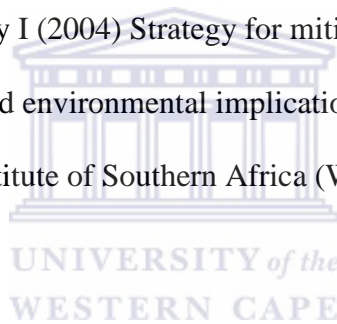 y I (2004) Strategy for miti
d environmental implicatio
titute of Southern Africa (W
UNIVERSITY of the
WESTERN CAPE